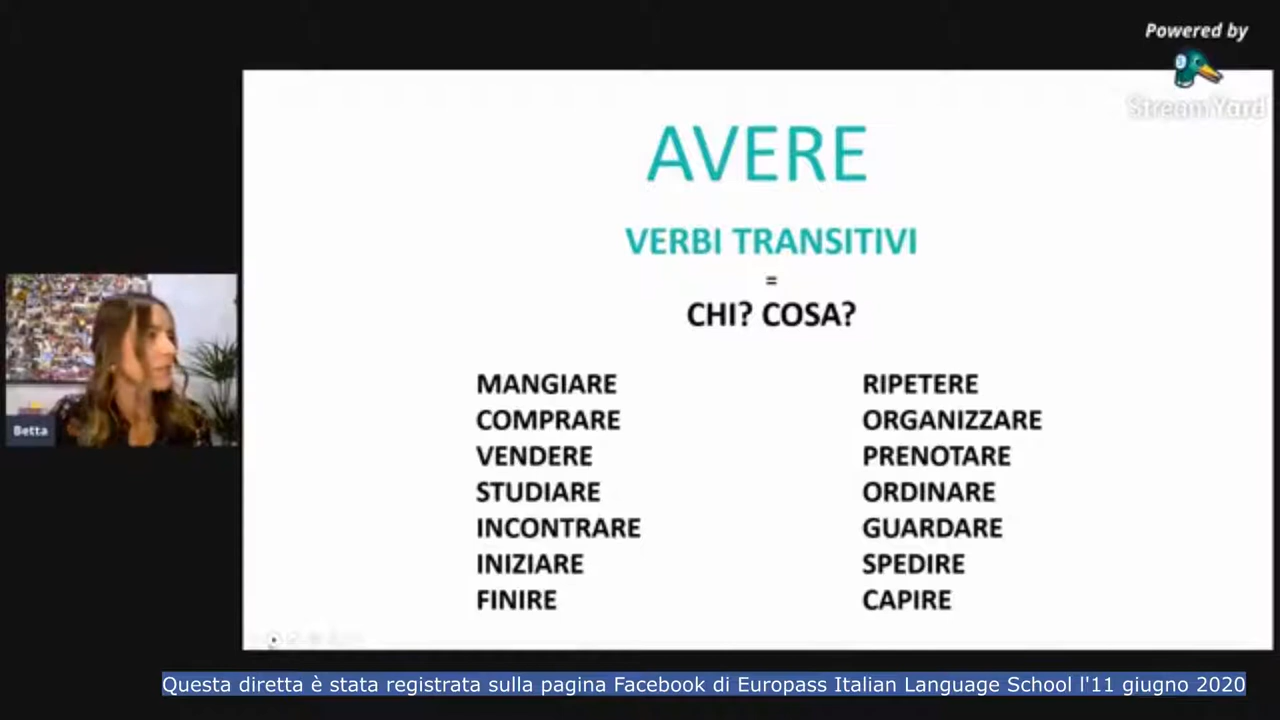 Powered by
StreamYard
AVERE
VERBI TRANSITIVI
=
CHI? COSA?
MANGIARE
COMPRARE
VENDERE
STUDIARE
INCONTRARE
INIZIARE
FINIRE
RIPETERE
ORGANIZZARE
PRENOTARE
ORDINARE
GUARDARE
SPEDIRE
CAPIRE
Betta
Questa diretta è stata registrata sulla pagina Facebook di Europass Italian Language School l'11 giugno 2020